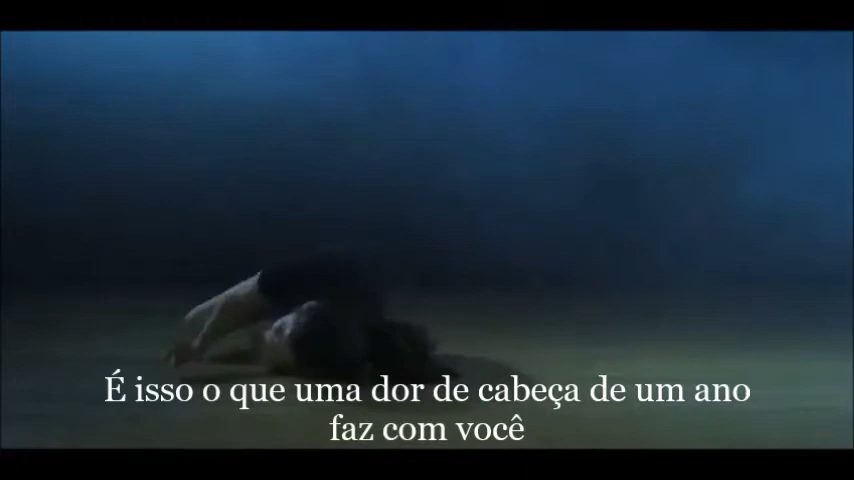 É isso o que uma dor de cabeça de um ano
faz com você